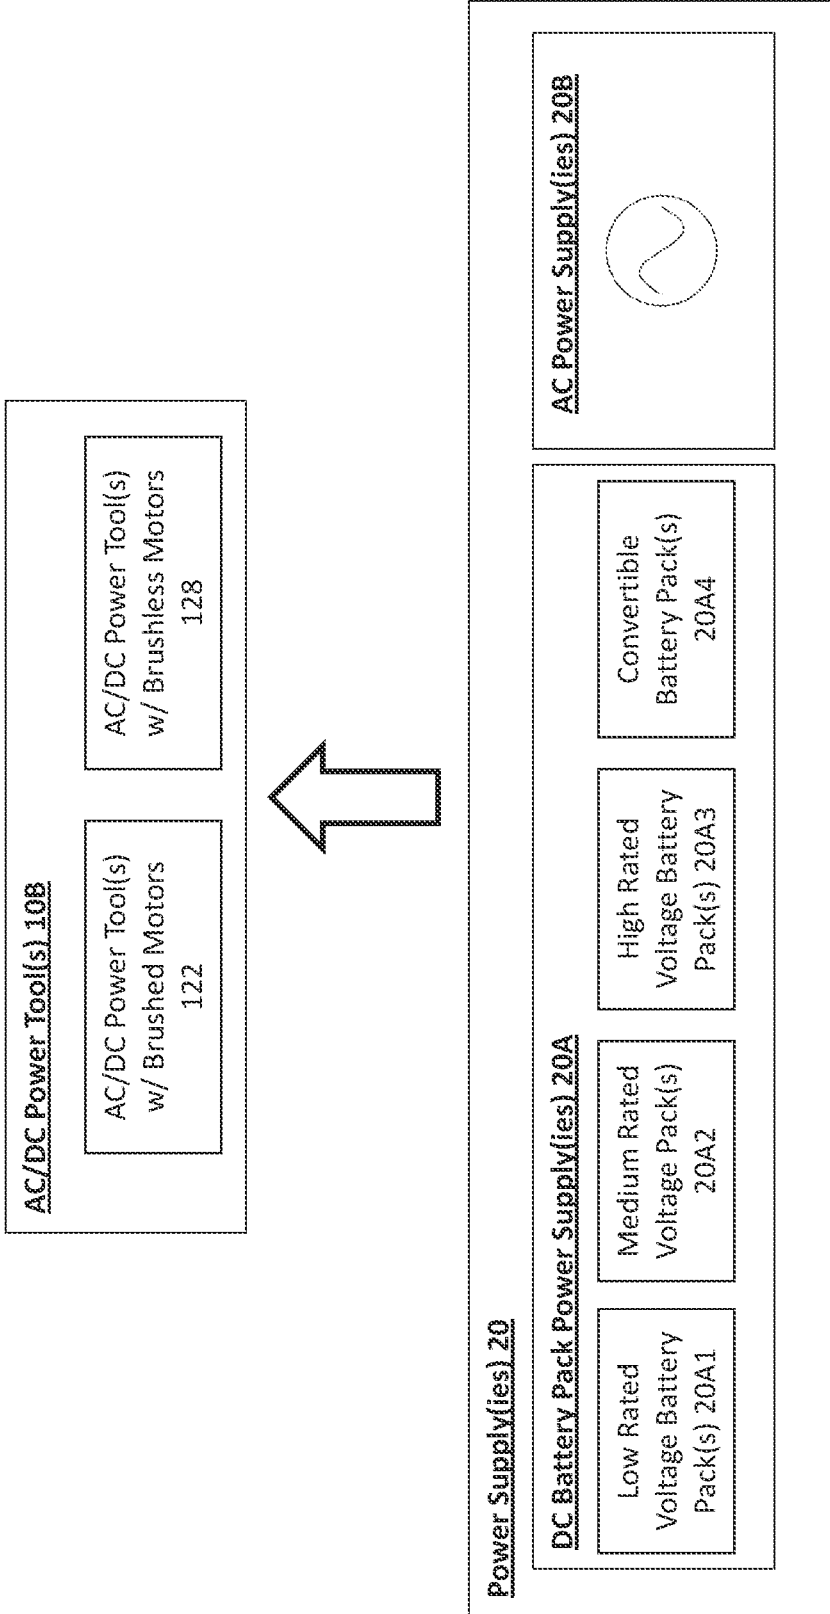 AC/DC Power Tool(s) 10B
AC/DC Power Tool(s)
w/ Brushed Motors
122
AC/DC Power Tool(s)
w/ Brushless Motors
128
Power Supply(ies) 20
DC Battery Pack Power Supply(ies) 20A
Low Rated
Voltage Battery
Pack(s) 20A1
Medium Rated
Voltage Pack(s)
20A2
High Rated
Voltage Battery
Pack(s) 20A3
Convertible
Battery Pack(s)
20A4
AC Power Supply(ies) 20B